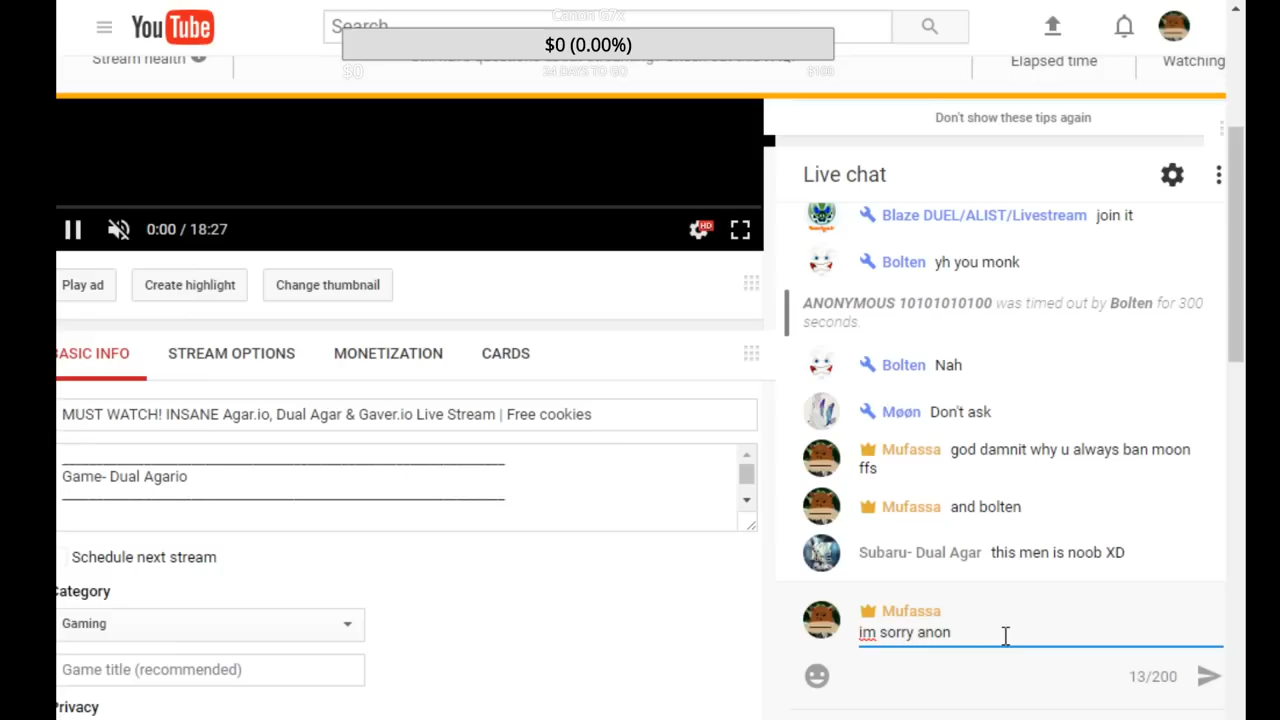 Canon G7x
YouTube
Search
$0 (0.00%)
$0
24 DAYS TO GO
$100
Stream health
Elapsed time
Watching
Don't show these tips again
0:00 / 18:27
HD
Play ad
Create highlight
Change thumbnail
BASIC INFO
STREAM OPTIONS
MONETIZATION
CARDS
MUST WATCH! INSANE Agar.io, Dual Agar & Gaver.io Live Stream | Free cookies
Game- Dual Agario
Schedule next stream
Category
Gaming
Game title (recommended)
Privacy
Live chat
Blaze DUEL/ALIST/Livestream join it
Bolten yh you monk
ANONYMOUS 10101010100 was timed out by Bolten for 300
seconds.
Bolten Nah
Møøn Don't ask
Mufassa god damnit why u always ban moon
ffs
Mufassa and bolten
Subaru- Dual Agar this men is noob XD
Mufassa
im sorry anon
13/200